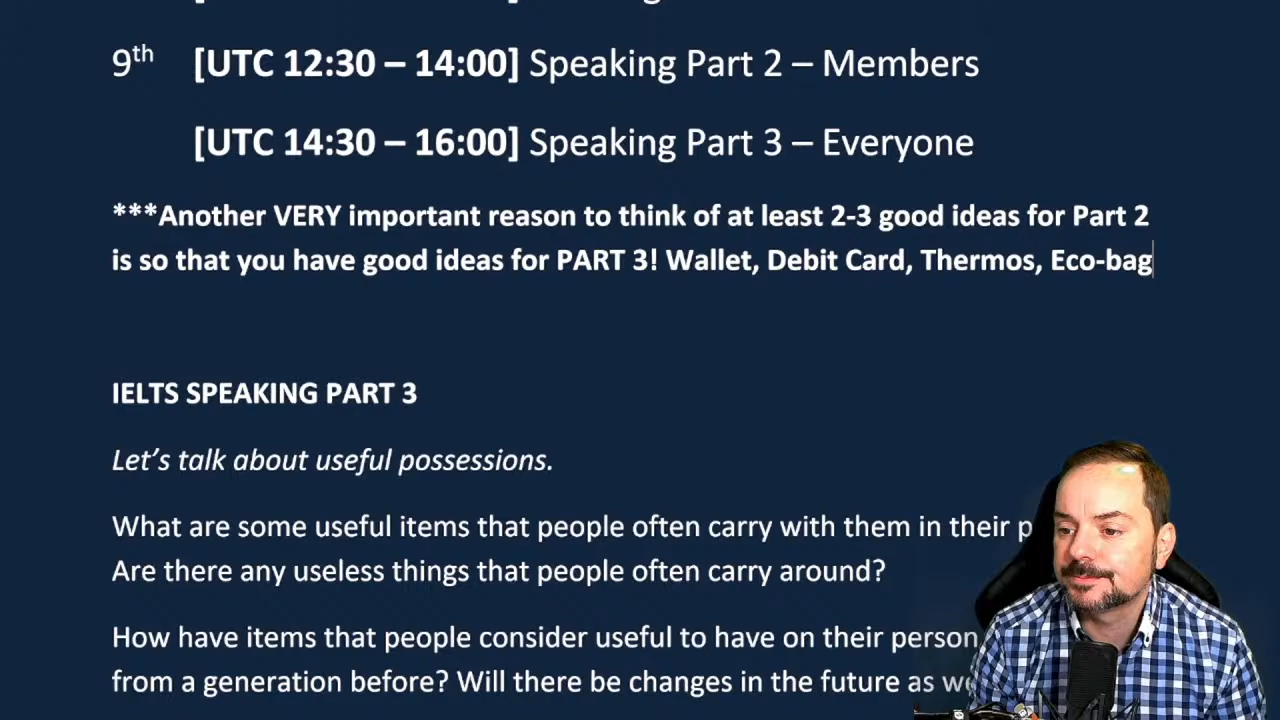 9th [UTC 12:30 – 14:00] Speaking Part 2 – Members
[UTC 14:30 – 16:00] Speaking Part 3 – Everyone
***Another VERY important reason to think of at least 2-3 good ideas for Part 2
is so that you have good ideas for PART 3! Wallet, Debit Card, Thermos, Eco-bag
IELTS SPEAKING PART 3
Let’s talk about useful possessions.
What are some useful items that people often carry with them in their
Are there any useless things that people often carry around?
How have items that people consider useful to have on their person
from a generation before? Will there be changes in the future as